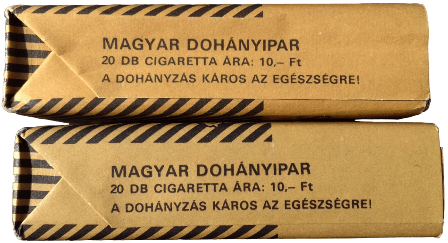 MAGYAR DOHÁNYIPAR
20 DB CIGARETTA ÁRA: 10,– Ft
A DOHÁNYZÁS KÁROS AZ EGÉSZSÉGRE!
MAGYAR DOHÁNYIPAR
20 DB CIGARETTA ÁRA: 10,– Ft
A DOHÁNYZÁS KÁROS AZ EGÉSZSÉGRE!